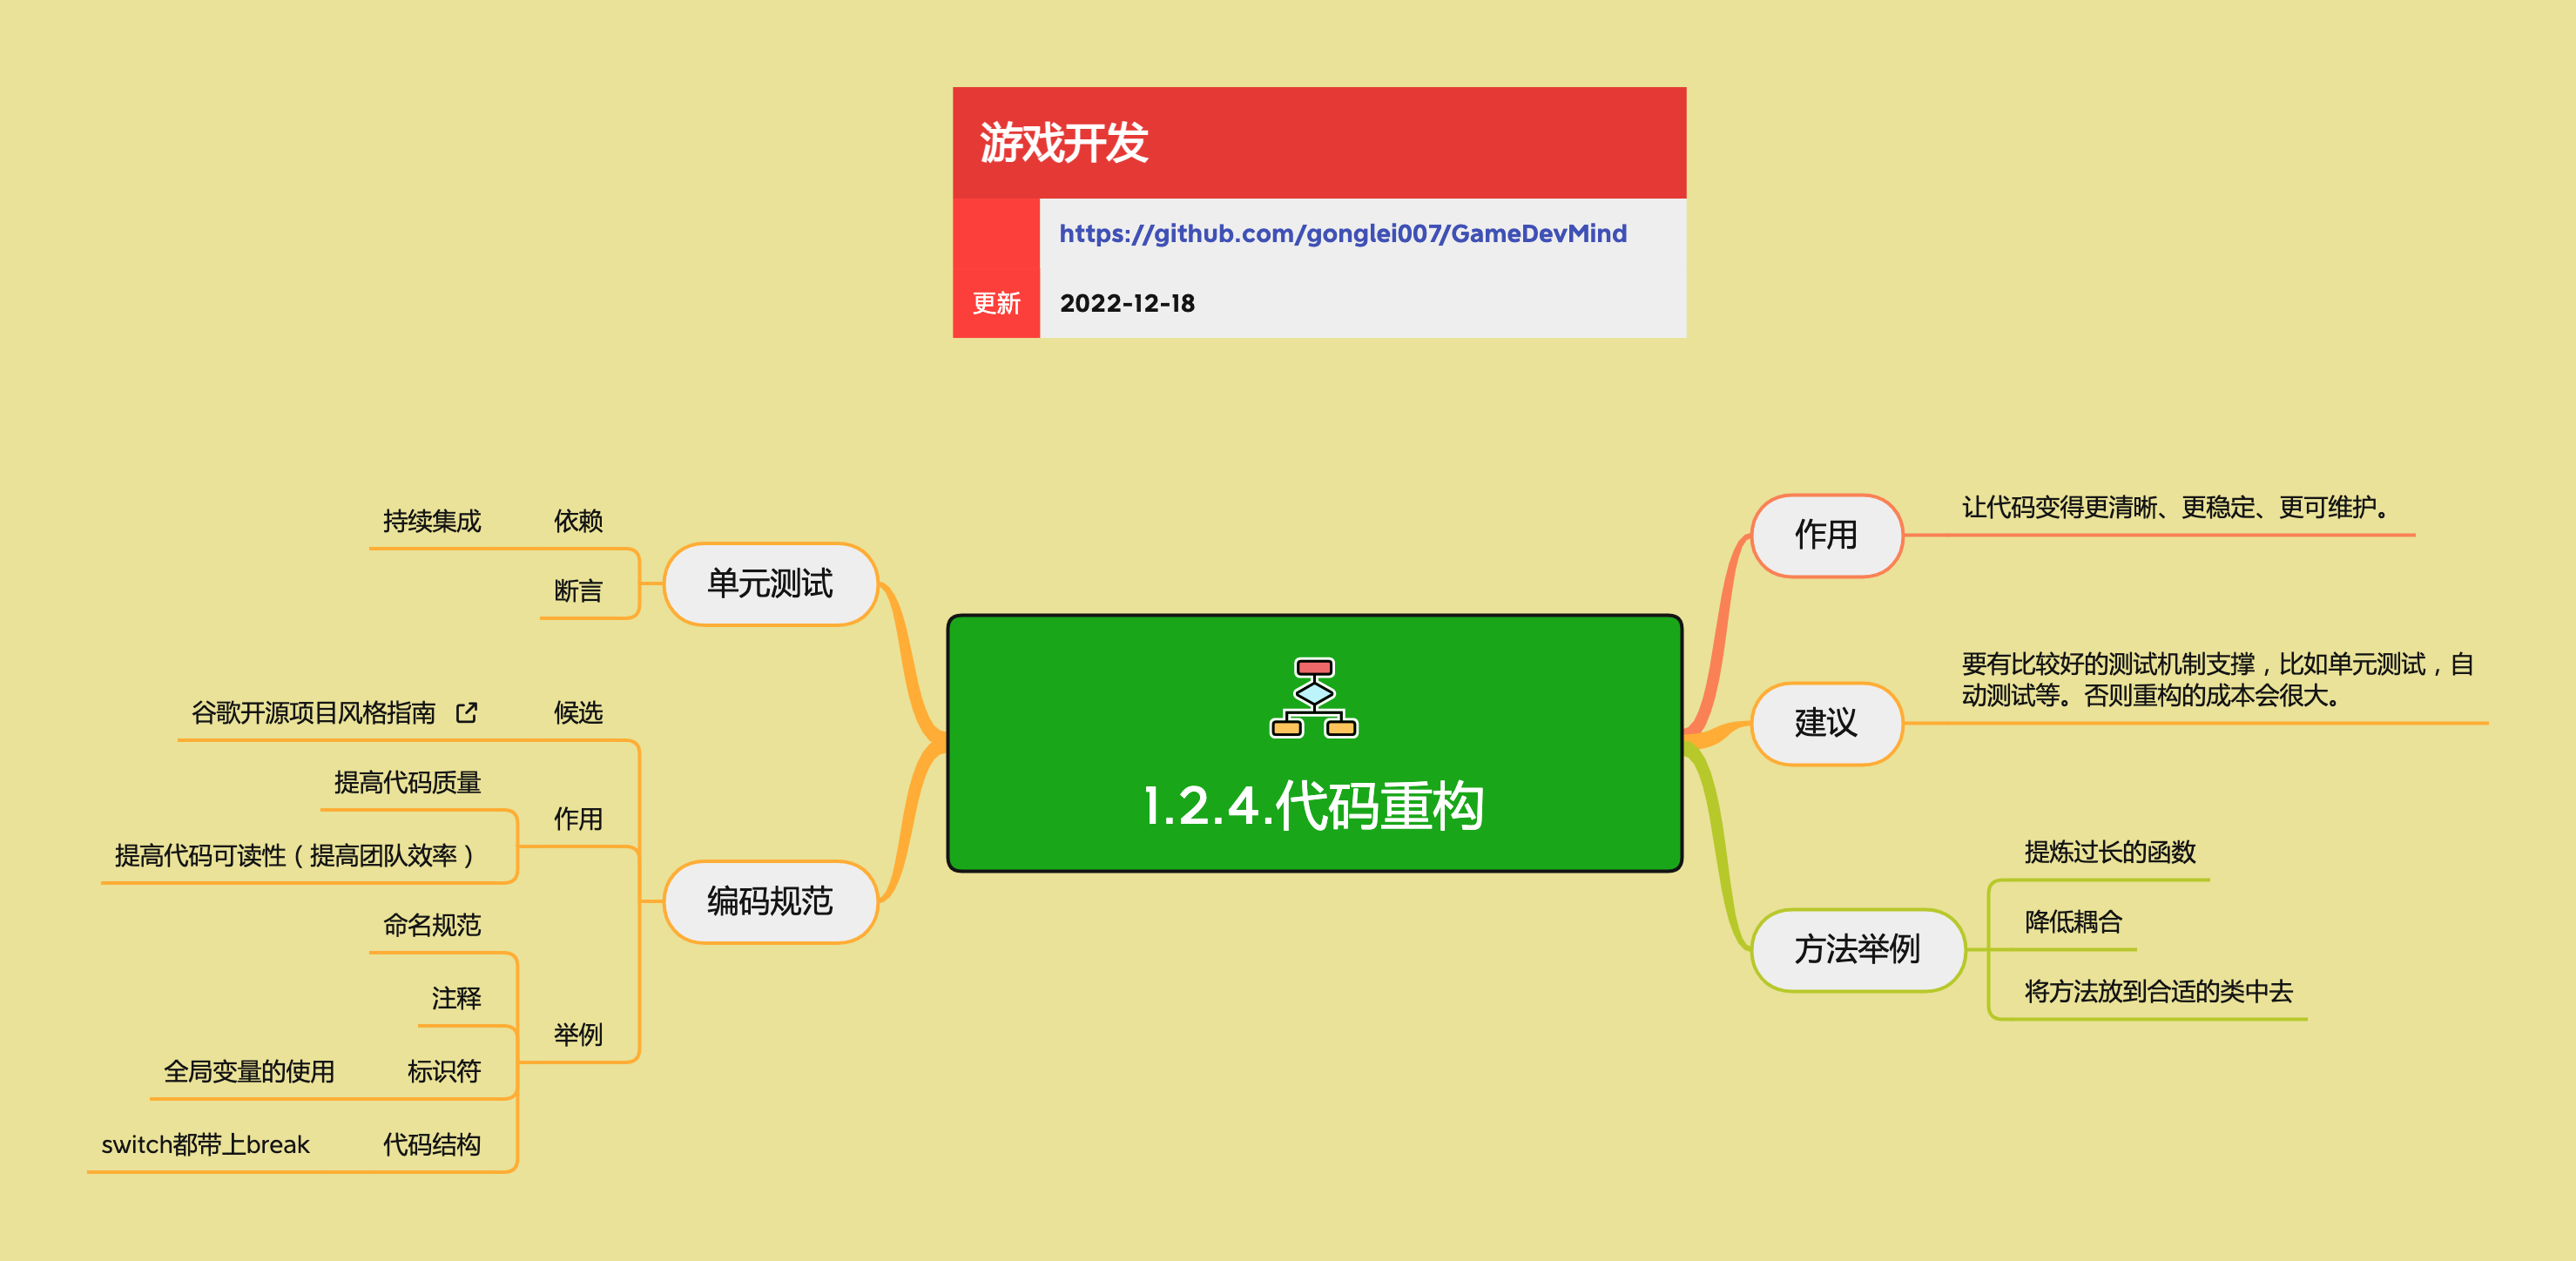 游戏开发
https://github.com/gonglei007/GameDevMind
更新
2022-12-18
1.2.4.代码重构
作用
让代码变得更清晰、更稳定、更可维护。
建议
要有比较好的测试机制支撑，比如单元测试，自
动测试等。否则重构的成本会很大。
方法举例
提炼过长的函数
降低耦合
将方法放到合适的类中去
单元测试
依赖
持续集成
断言
编码规范
候选
谷歌开源项目风格指南
作用
提高代码质量
提高代码可读性（提高团队效率）
举例
命名规范
注释
标识符
全局变量的使用
代码结构
switch都带上break